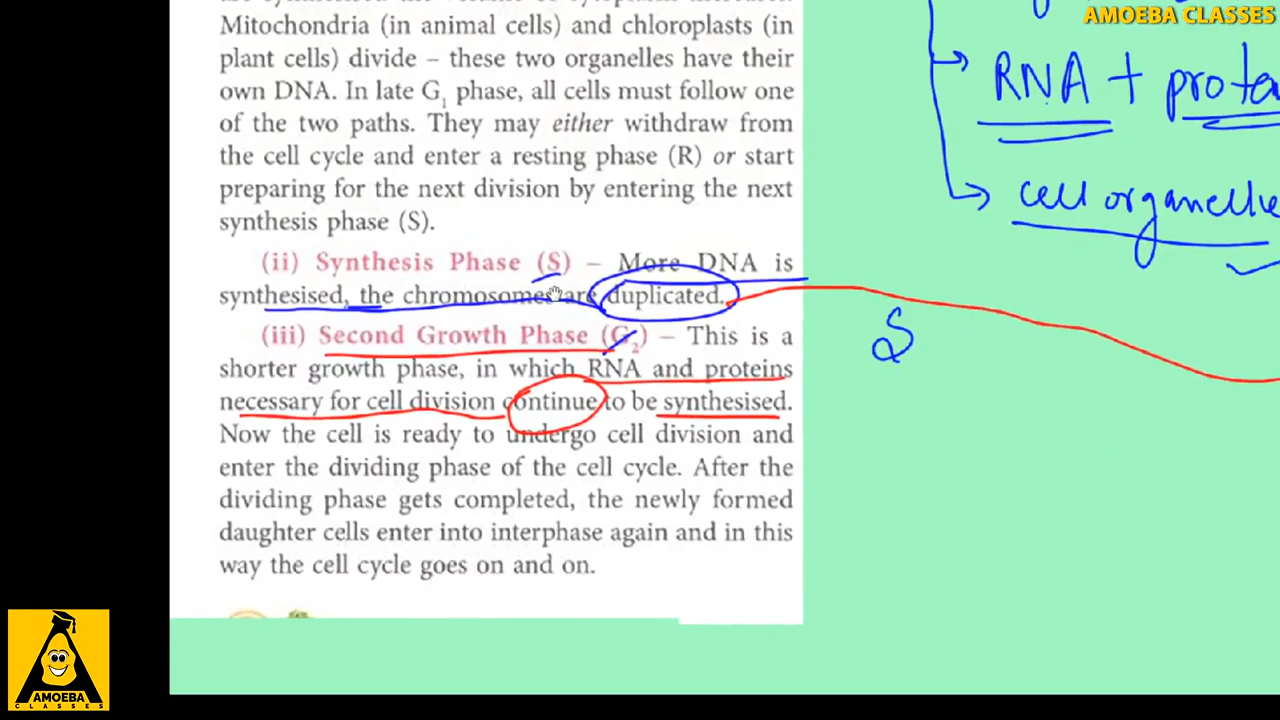 AMOEBA CLASSES
Mitochondria (in animal cells) and chloroplasts (in
plant cells) divide – these two organelles have their
own DNA. In late G₁ phase, all cells must follow one
of the two paths. They may either withdraw from
the cell cycle and enter a resting phase (R) or start
preparing for the next division by entering the next
synthesis phase (S).
(ii) Synthesis Phase (S) – More DNA is
synthesised, the chromosomes are duplicated.
(iii) Second Growth Phase (G₂) – This is a
shorter growth phase, in which RNA and proteins
necessary for cell division continue to be synthesised.
Now the cell is ready to undergo cell division and
enter the dividing phase of the cell cycle. After the
dividing phase gets completed, the newly formed
daughter cells enter into interphase again and in this
way the cell cycle goes on and on.
RNA + protei
cell organelle
S
AMOEBA
CLASSES